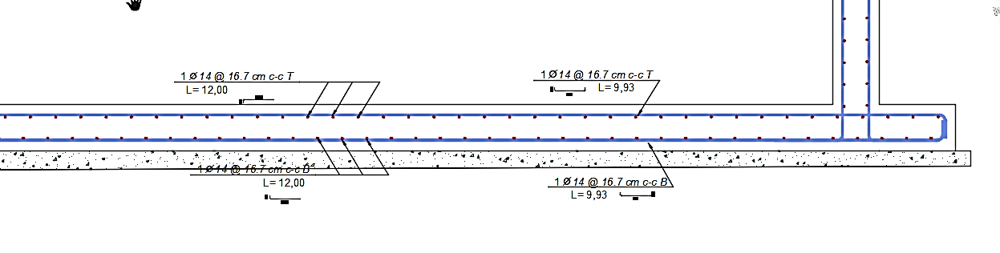 1 Ø 14 @ 16.7 cm c-c T
L= 12,00
1 Ø 14 @ 16.7 cm c-c T
L= 9,93
1 Ø 14 @ 16.7 cm c-c B
L= 12,00
1 Ø 14 @ 16.7 cm c-c B
L= 9,93